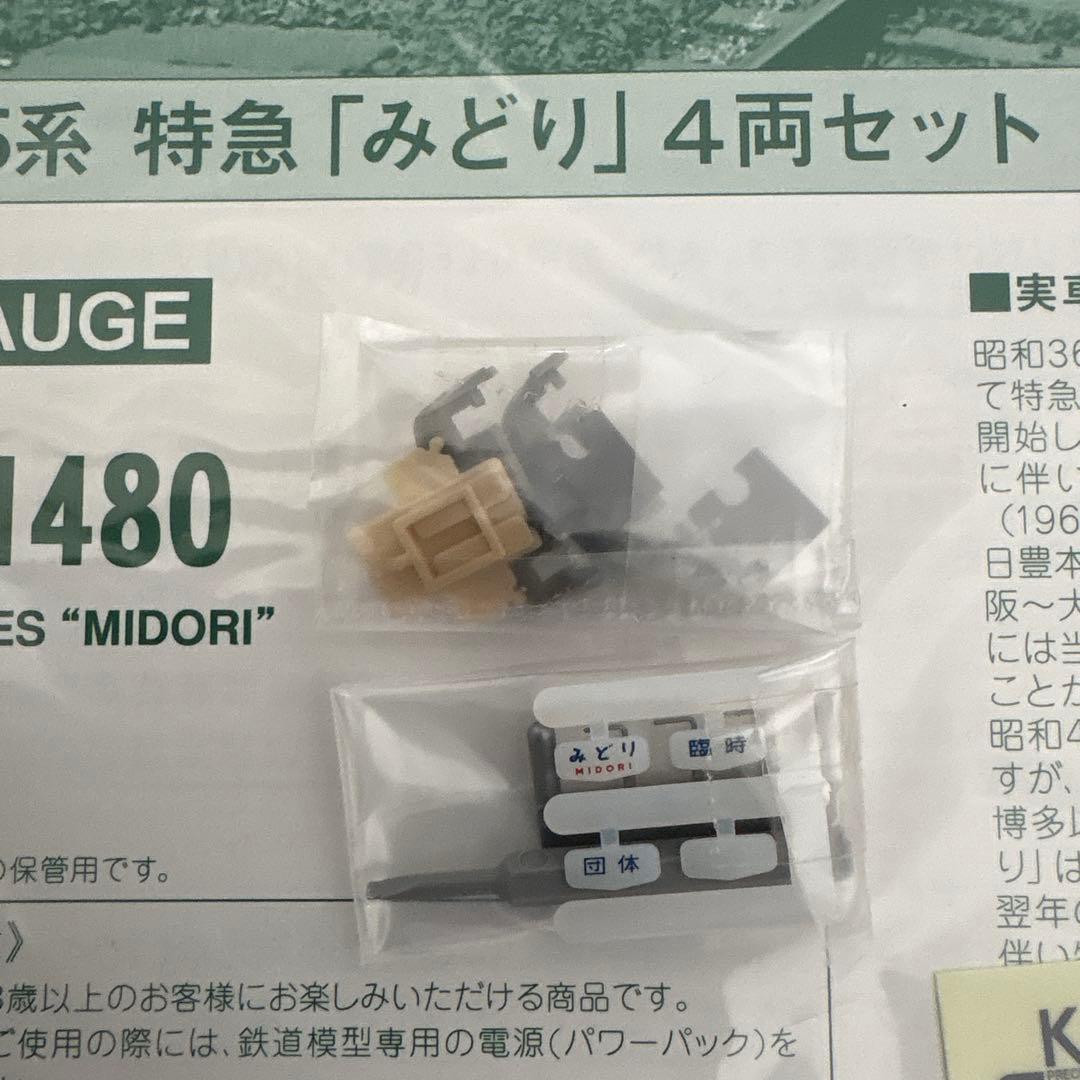 5系 特急「みどり」4両セット
AUGE
1480
ES “MIDORI”
の保管用です。
》
3歳以上のお客様にお楽しみいただける商品です。
ご使用の際には、鉄道模型専用の電源(パワーパック)を
みどり
MIDORI
臨時
団体
■実車
昭和36
て特急
開始し
に伴い
(196
日豊本
阪～大
には当
ことが
昭和4
すが、
博多以
り」は
翌年の
伴い
K
PREC